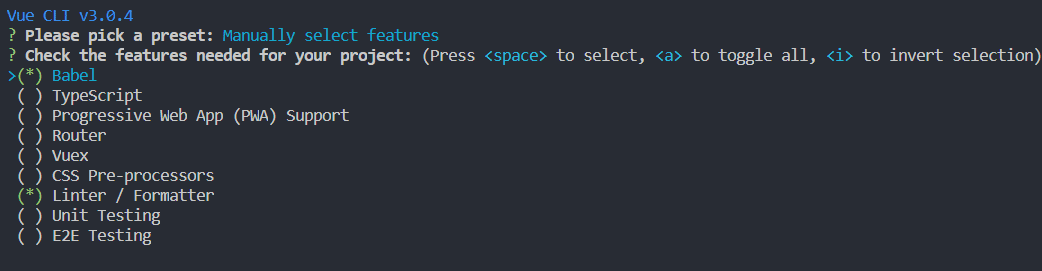 Vue CLI v3.0.4
? Please pick a preset: Manually select features
? Check the features needed for your project: (Press <space> to select, <a> to toggle all, <i> to invert selection)
>(*) Babel
( ) TypeScript
( ) Progressive Web App (PWA) Support
( ) Router
( ) Vuex
( ) CSS Pre-processors
(*) Linter / Formatter
( ) Unit Testing
( ) E2E Testing